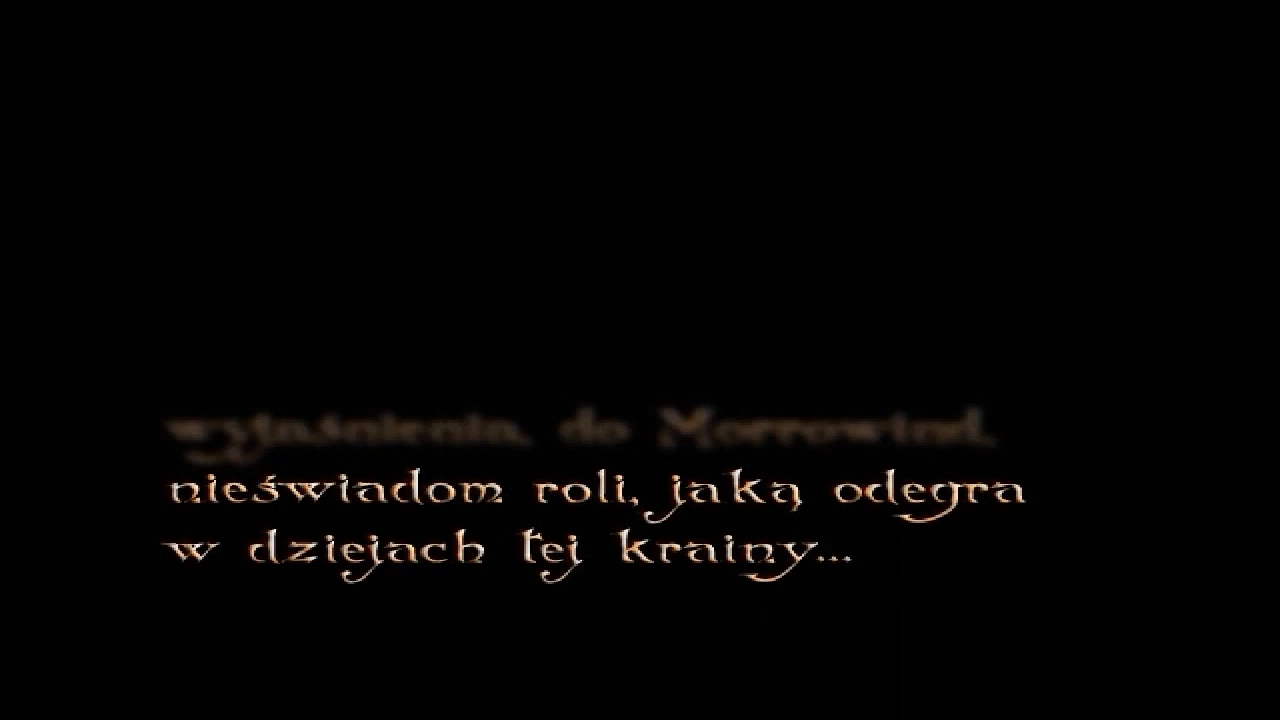 wyjaśnienia, do Morrowind,
nieświadom roli, jaką odegra
w dziejach tej krainy...